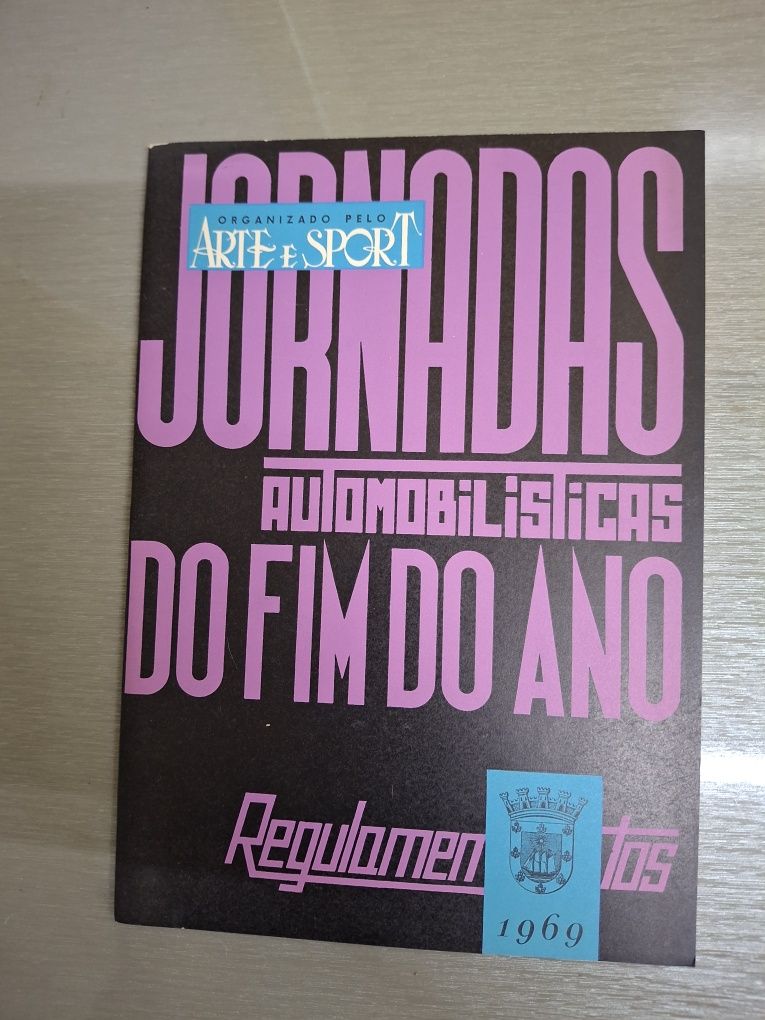 JORNADAS
ORGANIZADO PELO
ARTE E SPORT
AUTOMOBILISTICAS
DO FIM DO ANO
Regulamentos
1969